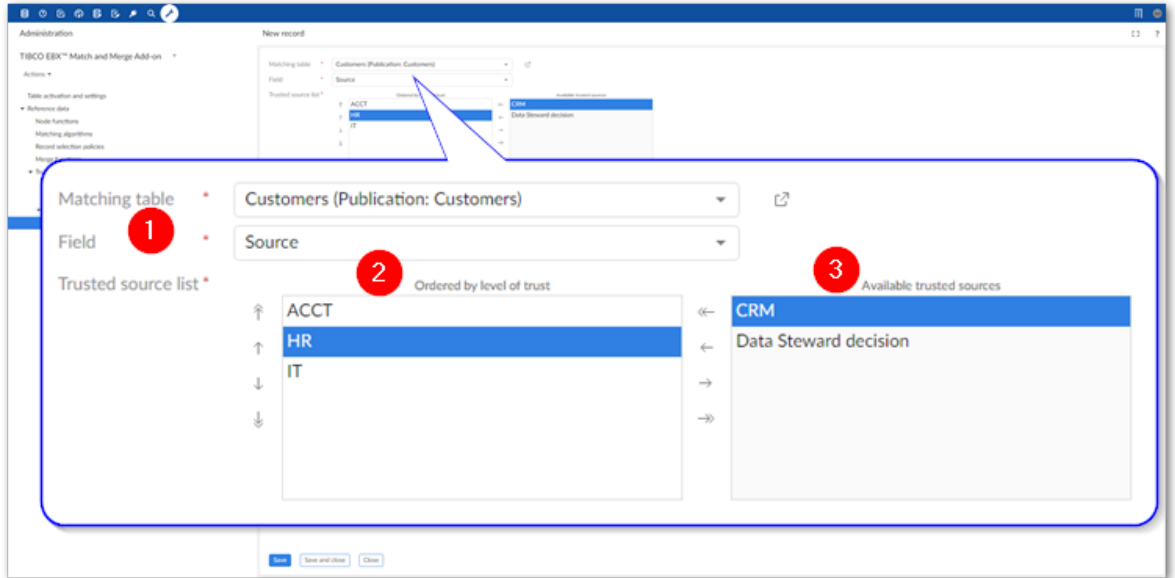 Administration
New record
?
TIBCO EBX™ Match and Merge Add-on
Actions
Table activation and settings
Reference data
Node functions
Matching algorithms
Record selection policies
Matching table * Customers (Publication: Customers)
Field * Source
Trusted source list *
Available trusted sources
ACCT CRM
HR Data Steward decision
IT
Matching table * Customers (Publication: Customers)
1
Field * Source
2 3
Trusted source list * Ordered by level of trust Available trusted sources
ACCT CRM
HR Data Steward decision
IT
Save Save and close Close